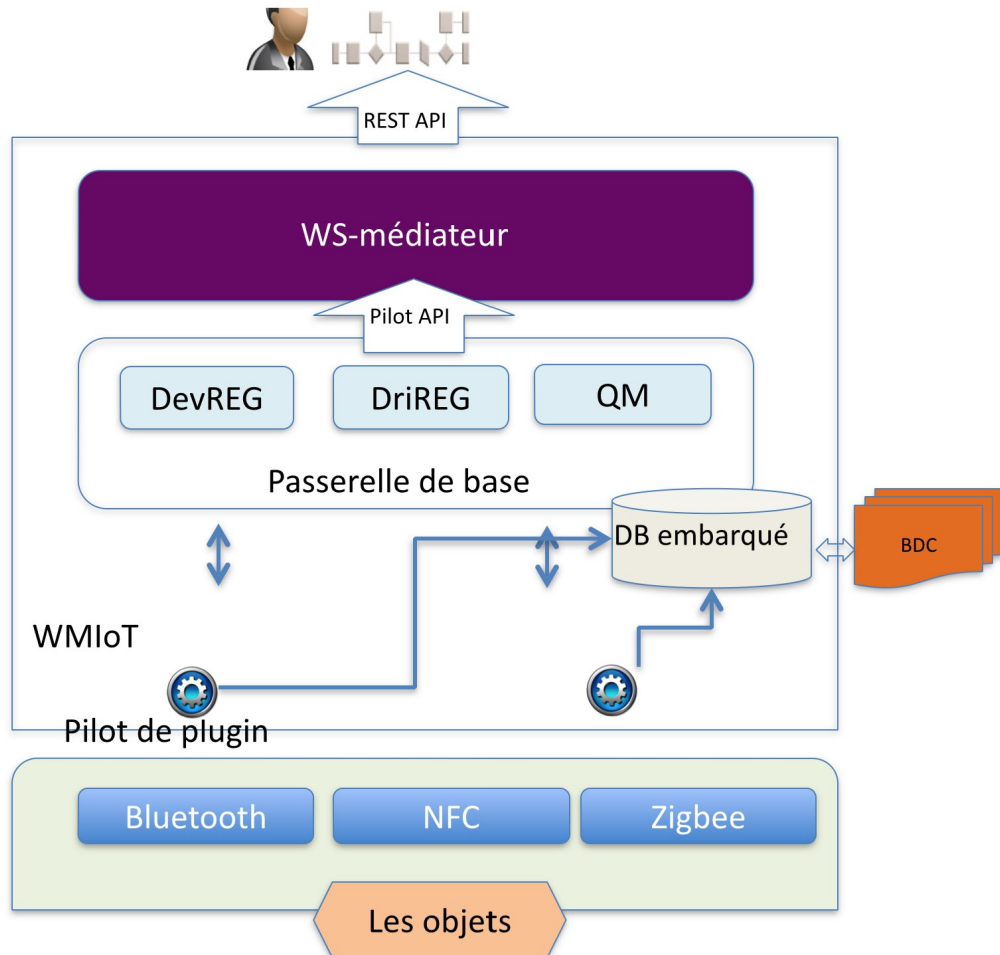 REST API
WS-médiateur
Pilot API
DevREG
DriREG
QM
Passerelle de base
DB embarqué
BDC
WMIoT
Pilot de plugin
Bluetooth
NFC
Zigbee
Les objets